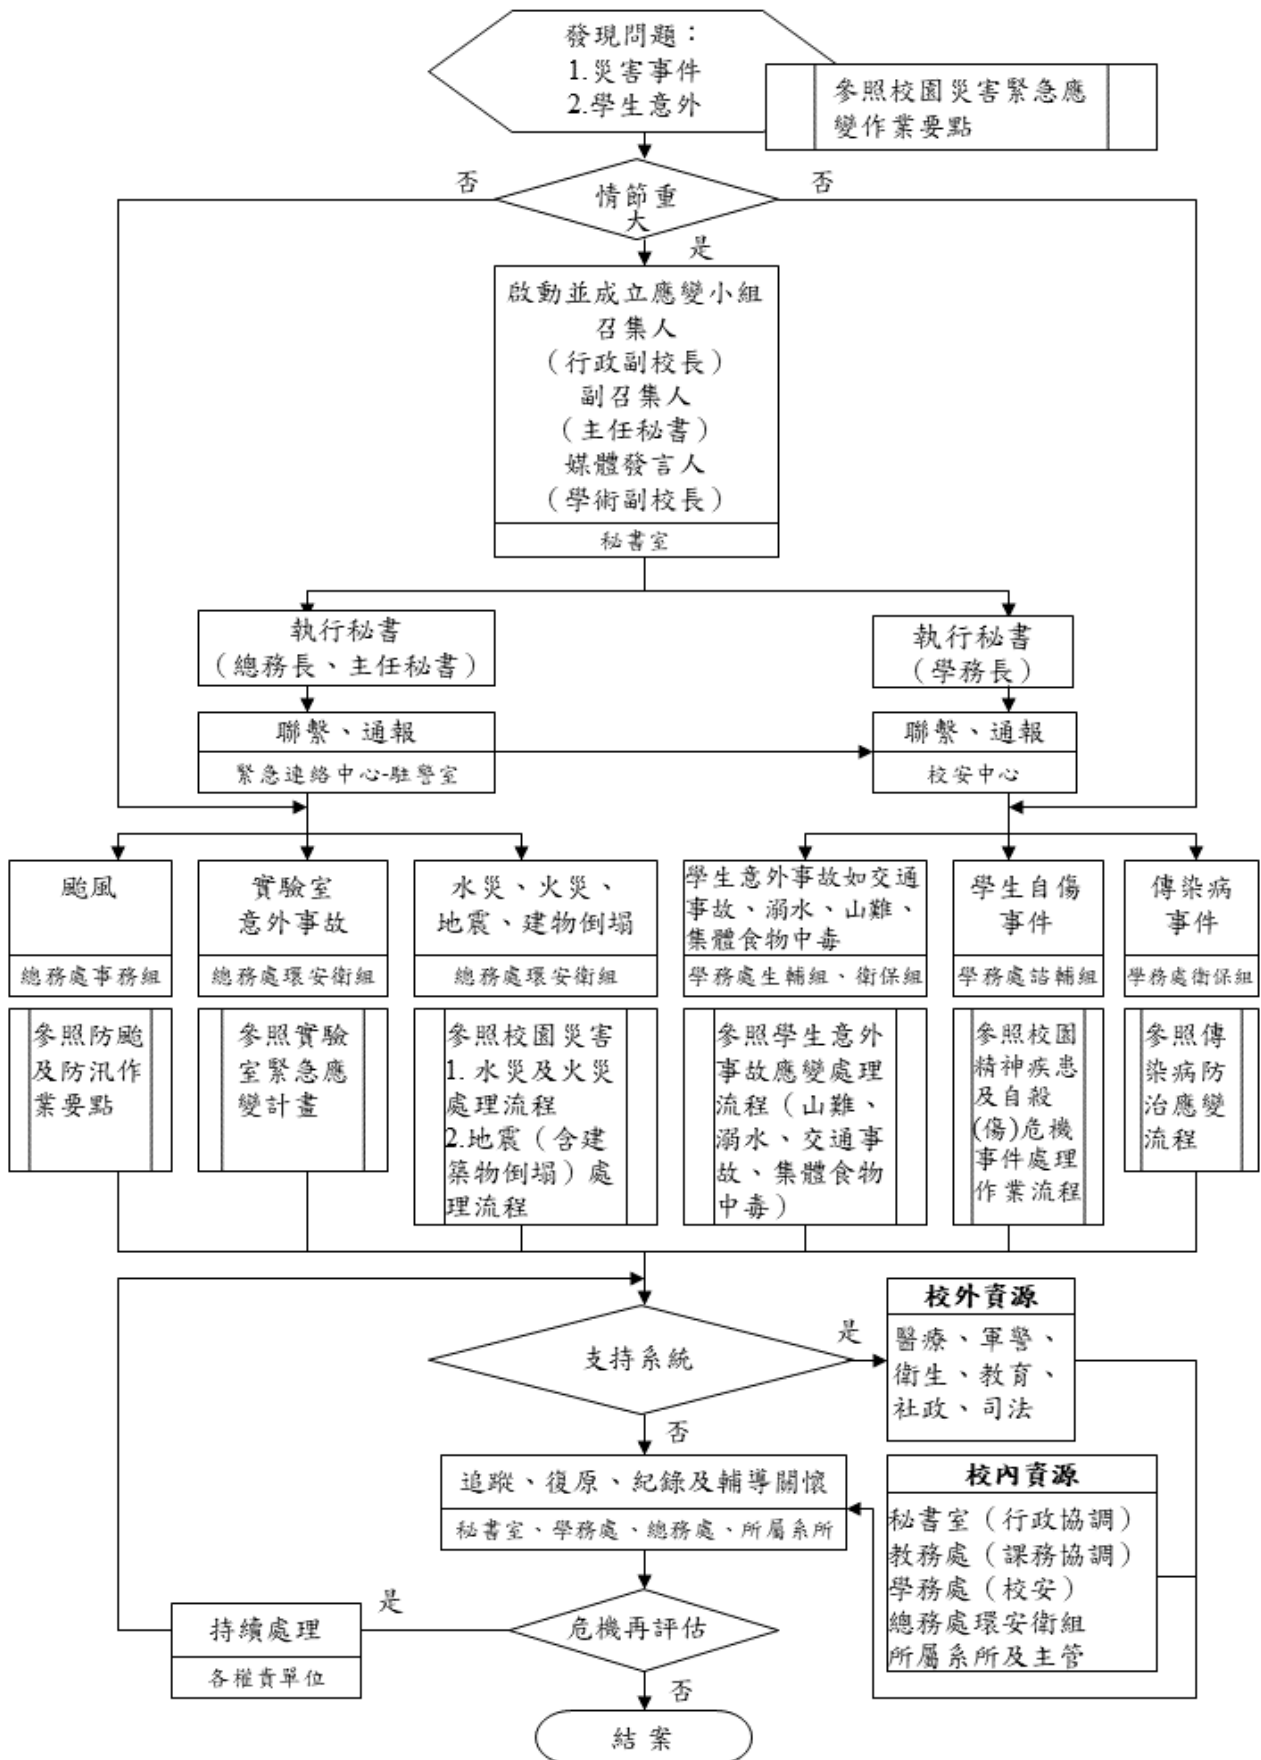 發現問題：
1.災害事件
2.學生意外
參照校園災害緊急應
變作業要點
否
情節重
大
否
是
啟動並成立應變小組
召集人
（行政副校長）
副召集人
（主任秘書）
媒體發言人
（學術副校長）
秘書室
執行秘書
（總務長、主任秘書）
執行秘書
（學務長）
聯繫、通報
緊急連絡中心-駐警室
聯繫、通報
校安中心
颱風
總務處事務組
實驗室
意外事故
總務處環安衛組
水災、火災、
地震、建物倒塌
總務處環安衛組
學生意外事故如交通
事故、溺水、山難、
集體食物中毒
學務處生輔組、衛保組
學生自傷
事件
學務處諮輔組
傳染病
事件
學務處衛保組
參照防颱
及防汛作
業要點
參照實驗
室緊急應
變計畫
參照校園災害
1. 水災及火災
處理流程
2.地震（含建
築物倒塌）處
理流程
參照學生意外
事故應變處理
流程（山難、
溺水、交通事
故、集體食物
中毒）
參照校園
精神疾患
及自殺
(傷)危機
事件處理
作業流程
參照傳
染病防
治應變
流程
支持系統
是
校外資源
醫療、軍警、
衛生、教育、
社政、司法
否
追蹤、復原、紀錄及輔導關懷
秘書室、學務處、總務處、所屬系所
校內資源
秘書室（行政協調）
教務處（課務協調）
學務處（校安）
總務處環安衛組
所屬系所及主管
危機再評估
是
持續處理
各權責單位
否
結 案